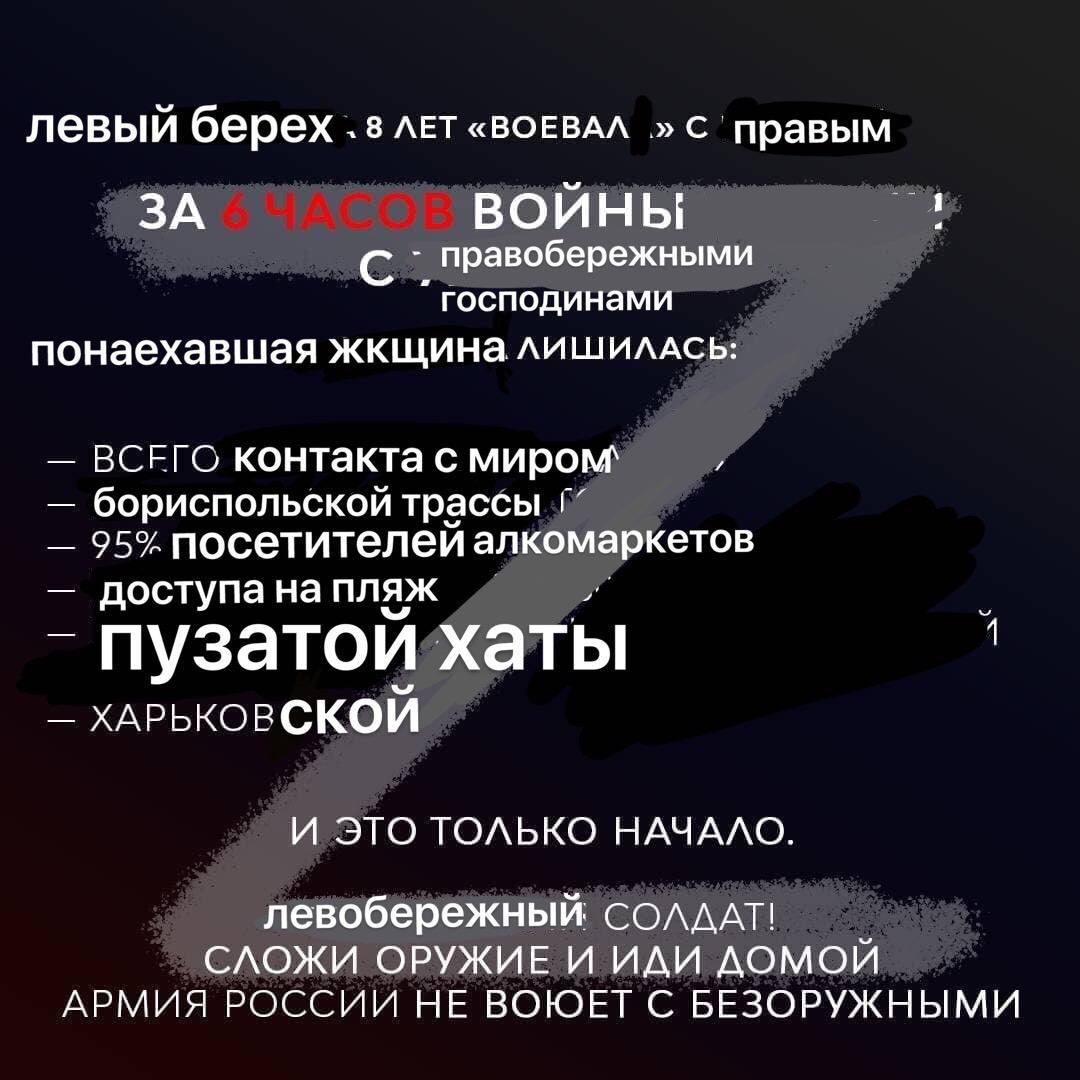 левый берех 8 ЛЕТ «ВОЕВАЛ» С правым
ЗА 6 ЧАСОВ ВОЙНЫ
С правобережными
господинами
понаехавшая жкщина ЛИШИЛАСЬ:
— ВСЕГО контакта с миром
— бориспольской трассы
— 95% посетителей алкомаркетов
— доступа на пляж
— пузатой хаты
— ХАРЬКОВской
И ЭТО ТОЛЬКО НАЧАЛО.
левобережный СОЛДАТ!
СЛОЖИ ОРУЖИЕ И ИДИ ДОМОЙ
АРМИЯ РОССИИ НЕ ВОЮЕТ С БЕЗОРУЖНЫМИ